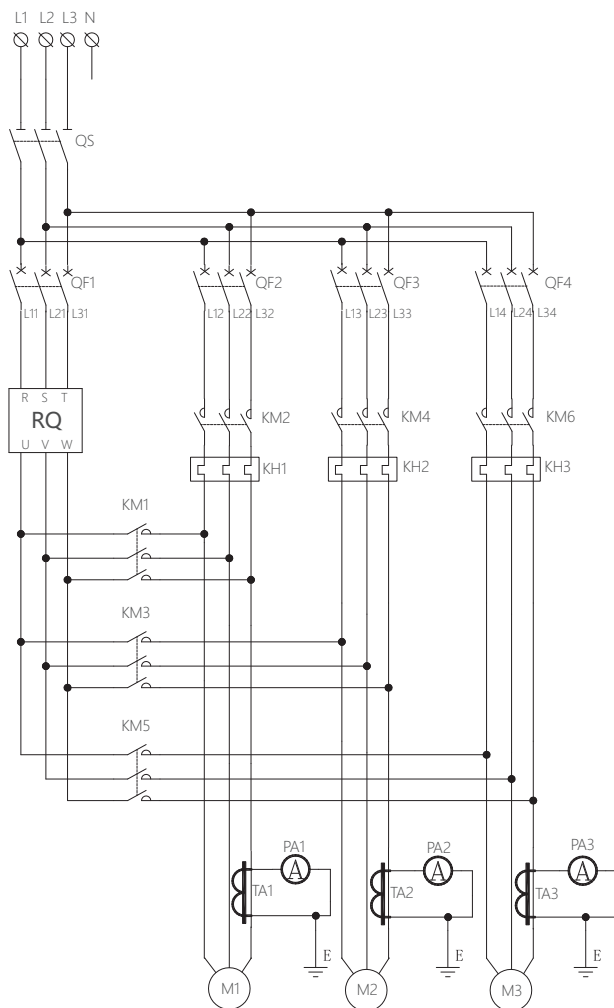 L1 L2 L3 N
QS
QF1 QF2 QF3 QF4
L11 L21 L31 L12 L22 L32 L13 L23 L33 L14 L24 L34
R S T
RQ
U V W
KM2 KM4 KM6
KH1 KH2 KH3
KM1
KM3
KM5
PA1 PA2 PA3
A A A
TA1 TA2 TA3
E E E
M1 M2 M3